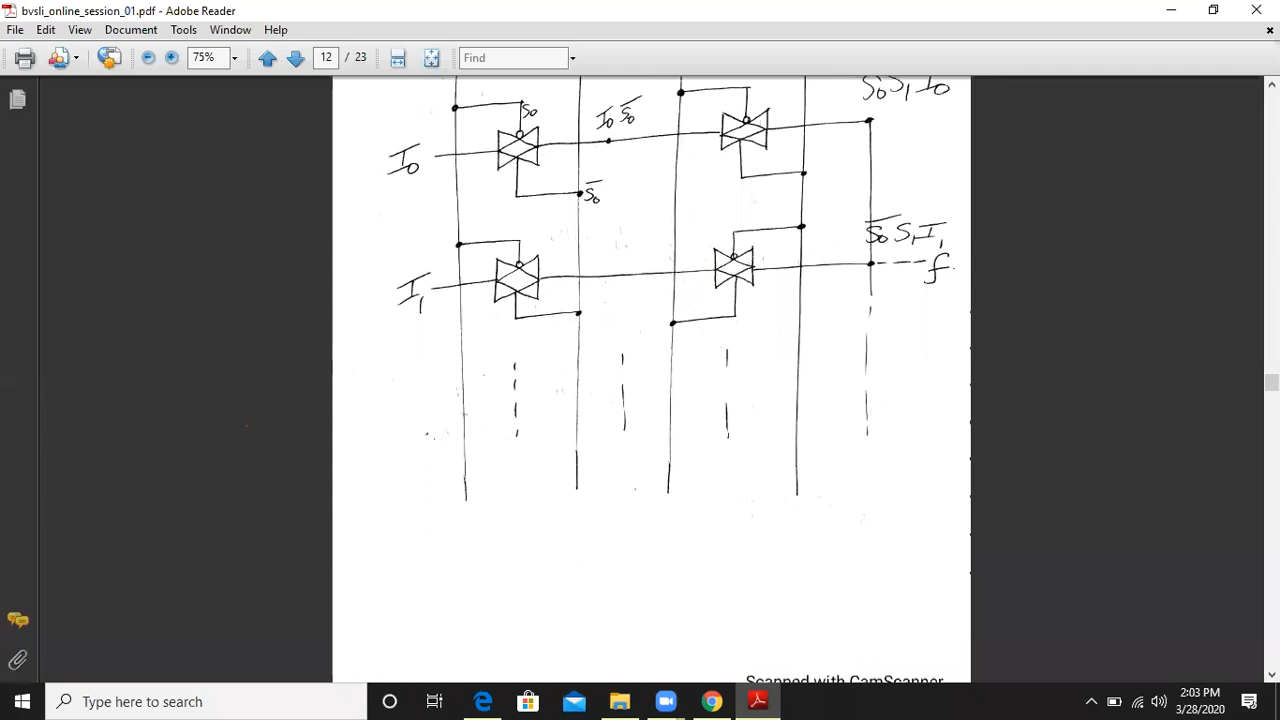 bvsli_online_session_01.pdf - Adobe Reader
File Edit View Document Tools Window Help
12 / 23 75% Find
S̅₀ S̅₁ I₀
S₀
I₀ S̅₀
I₀
S̅₀
S̅₀ S₁ I₁
f
I₁
Scanned with CamScanner
Type here to search
2:03 PM
3/28/2020